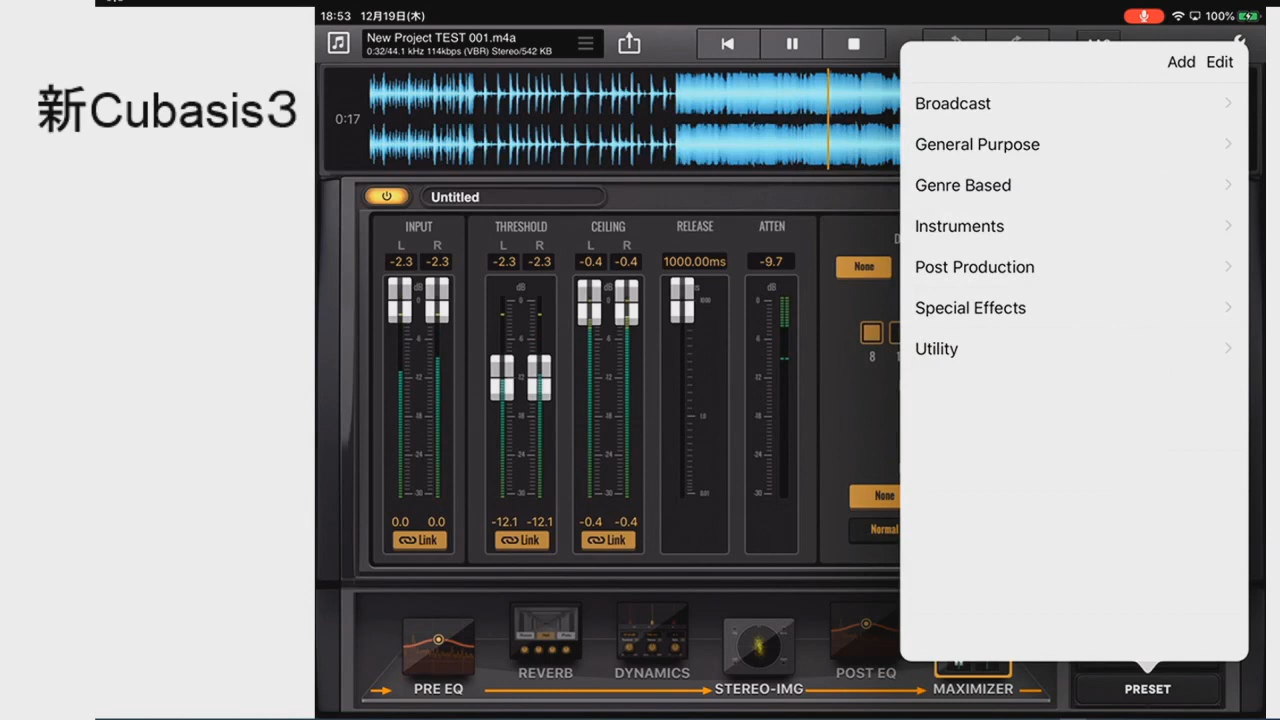 新Cubasis3
18:53 12月19日(木)
100%
New Project TEST 001.m4a
0:32/44.1 kHz 114kbps (VBR) Stereo/542 KB
0:17
Add Edit
Broadcast
General Purpose
Genre Based
Instruments
Post Production
Special Effects
Utility
Untitled
INPUT THRESHOLD CEILING RELEASE ATTEN
L R L R L R
-2.3 -2.3 -2.3 -2.3 -0.4 -0.4 1000.00ms -9.7
None
8
None
Normal
0.0 0.0 -12.1 -12.1 -0.4 -0.4
Link Link Link
PRE EQ REVERB DYNAMICS STEREO-IMG POST EQ MAXIMIZER PRESET